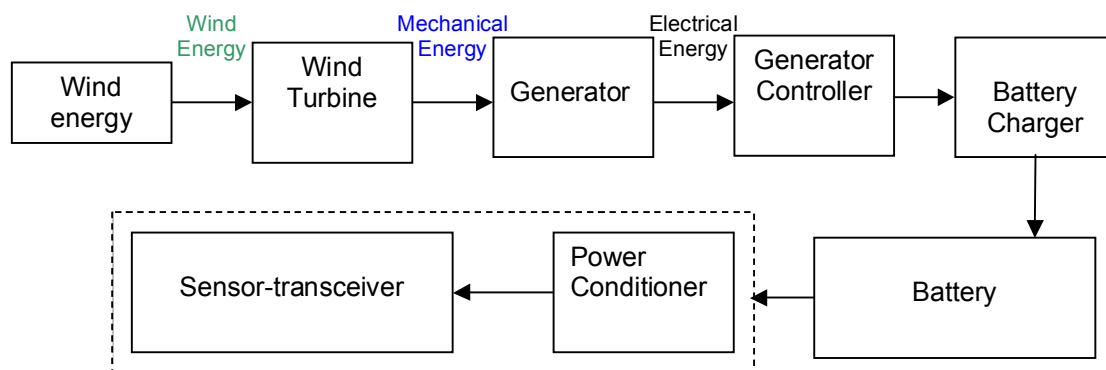 Wind
Energy
Mechanical
Energy
Electrical
Energy
Wind
energy
Wind
Turbine
Generator
Generator
Controller
Battery
Charger
Sensor-transceiver
Power
Conditioner
Battery